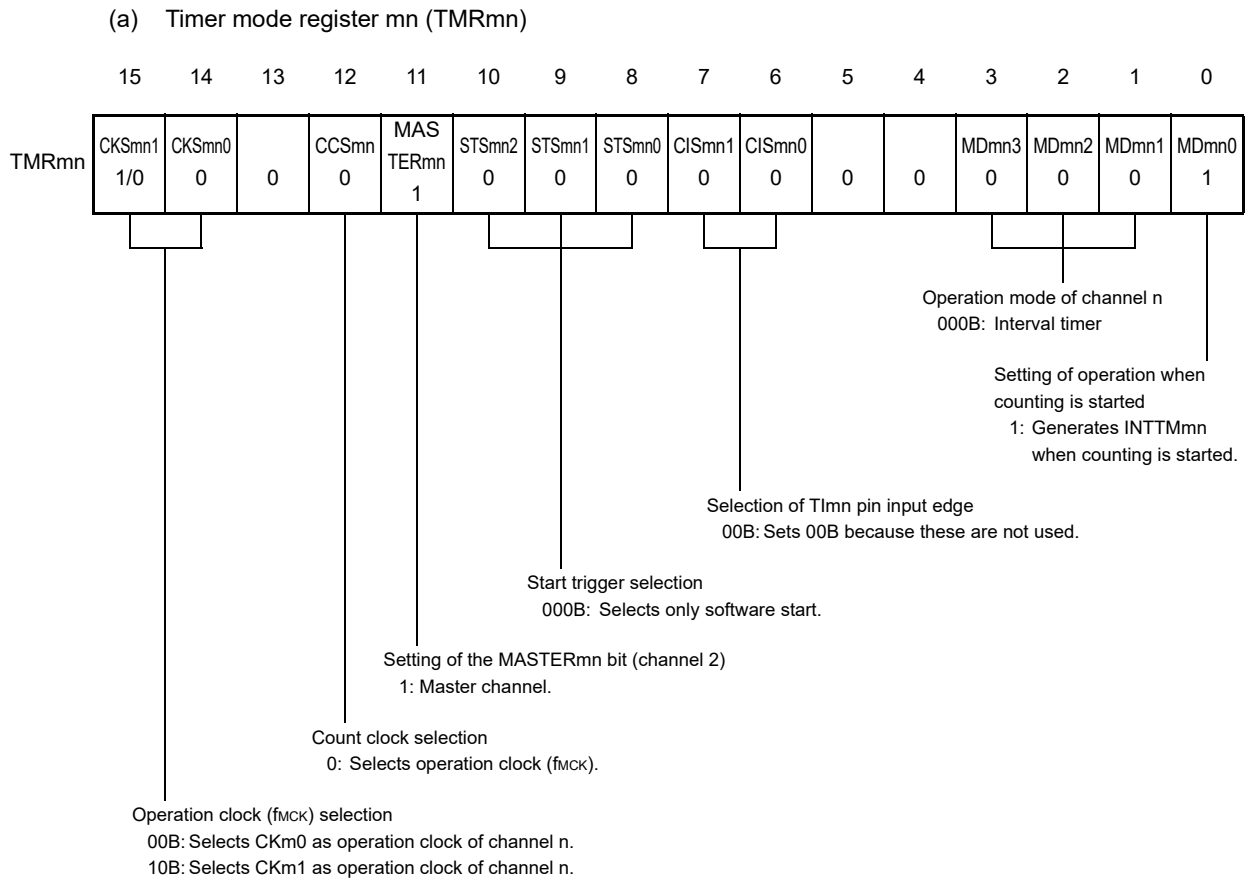 (a) Timer mode register mn (TMRmn)
15 14 13 12 11 10 9 8 7 6 5 4 3 2 1 0
TMRmn CKSmn1 CKSmn0 CCSmn MAS TERmn STSmn2 STSmn1 STSmn0 CISmn1 CISmn0 MDmn3 MDmn2 MDmn1 MDmn0
1/0 0 0 0 1 0 0 0 0 0 0 0 0 0 0 1
Operation mode of channel n
000B: Interval timer
Setting of operation when
counting is started
1: Generates INTTMmn
when counting is started.
Selection of TImn pin input edge
00B: Sets 00B because these are not used.
Start trigger selection
000B: Selects only software start.
Setting of the MASTERmn bit (channel 2)
1: Master channel.
Count clock selection
0: Selects operation clock (fMCK).
Operation clock (fMCK) selection
00B: Selects CKm0 as operation clock of channel n.
10B: Selects CKm1 as operation clock of channel n.